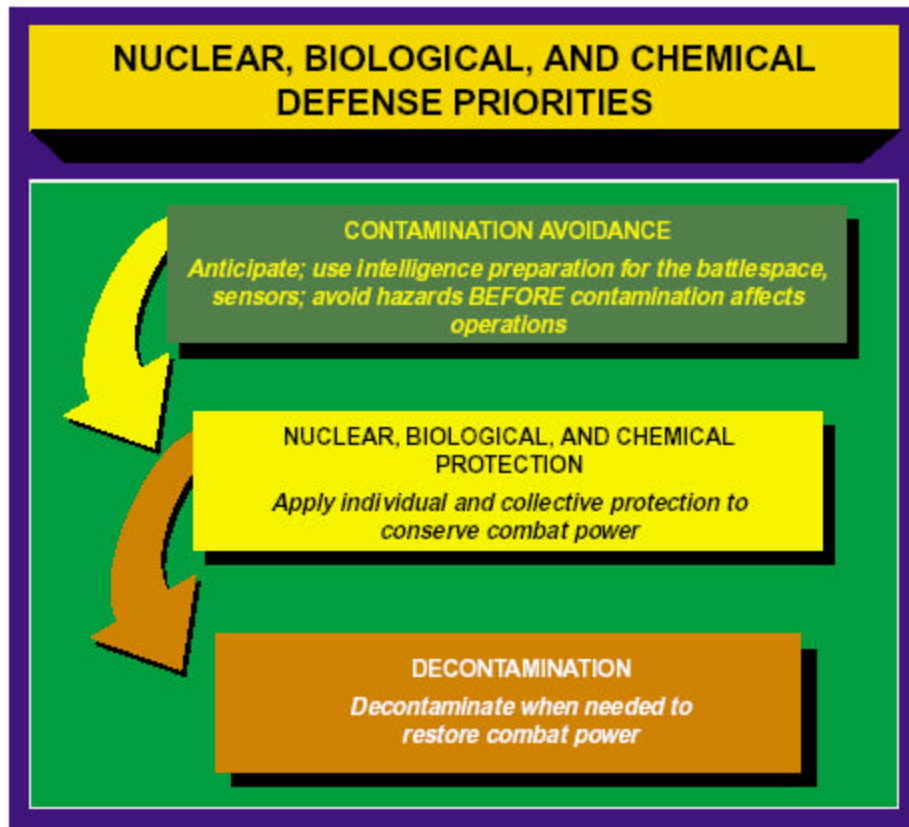 NUCLEAR, BIOLOGICAL, AND CHEMICAL
DEFENSE PRIORITIES
CONTAMINATION AVOIDANCE
Anticipate; use intelligence preparation for the battlespace,
sensors; avoid hazards BEFORE contamination affects
operations
NUCLEAR, BIOLOGICAL, AND CHEMICAL
PROTECTION
Apply individual and collective protection to
conserve combat power
DECONTAMINATION
Decontaminate when needed to
restore combat power